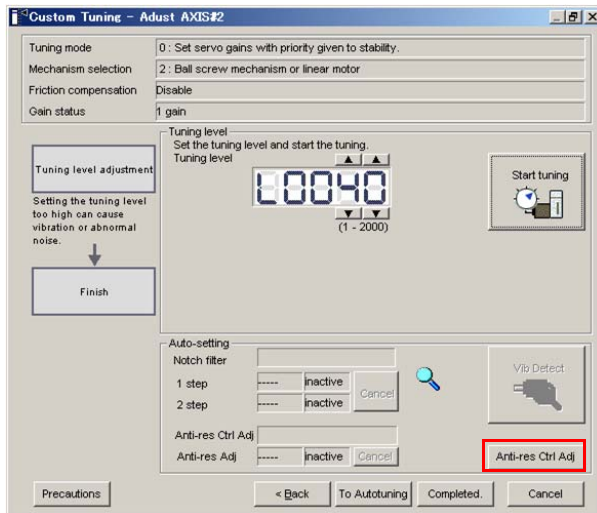 Custom Tuning - Adust AXIS#2
Tuning mode 0 : Set servo gains with priority given to stability.
Mechanism selection 2 : Ball screw mechanism or linear motor
Friction compensation Disable
Gain status 1 gain
Tuning level adjustment
Setting the tuning level
too high can cause
vibration or abnormal
noise.
Finish
Tuning level
Set the tuning level and start the tuning.
Tuning level
L0040
(1 - 2000)
Start tuning
Auto-setting
Notch filter
1 step ----- inactive
2 step ----- inactive
Cancel
Vib Detect
Anti-res Ctrl Adj
Anti-res Adj ----- inactive Cancel
Anti-res Ctrl Adj
Precautions < Back To Autotuning Completed. Cancel